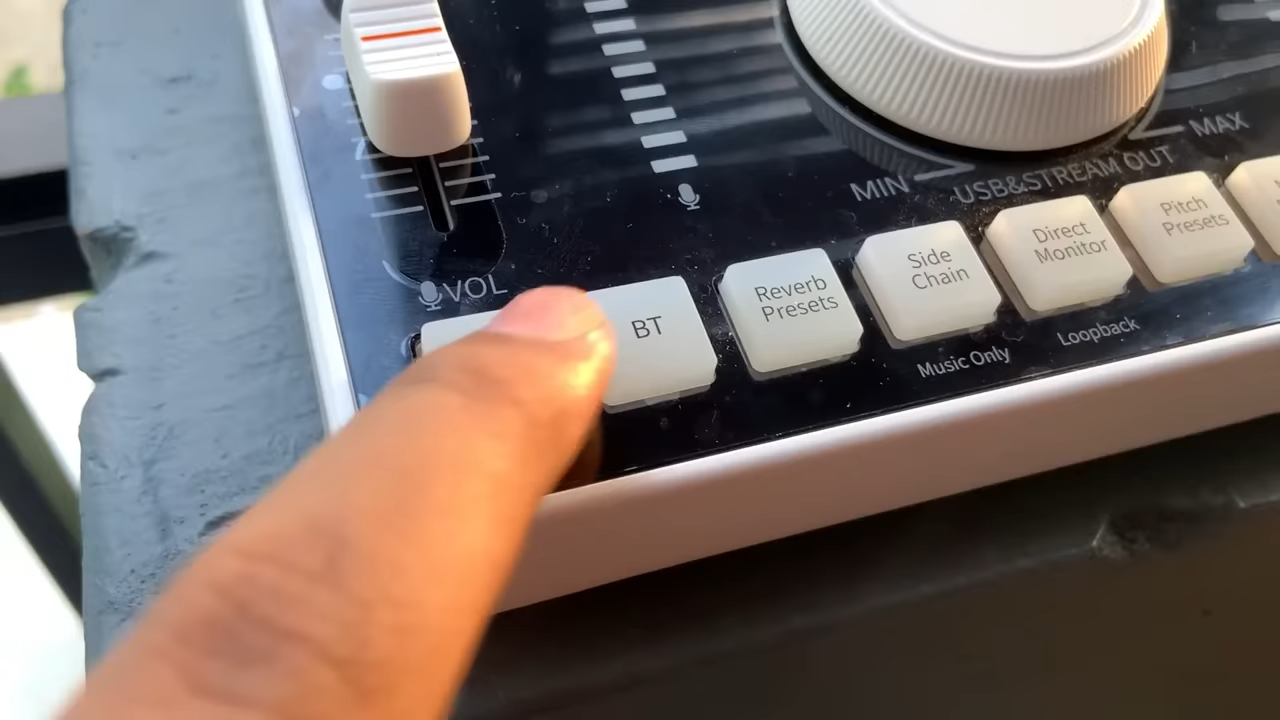 MAX
MIN
USB&STREAM OUT
VOL
BT
Reverb
Presets
Side
Chain
Direct
Monitor
Pitch
Presets
Music Only
Loopback